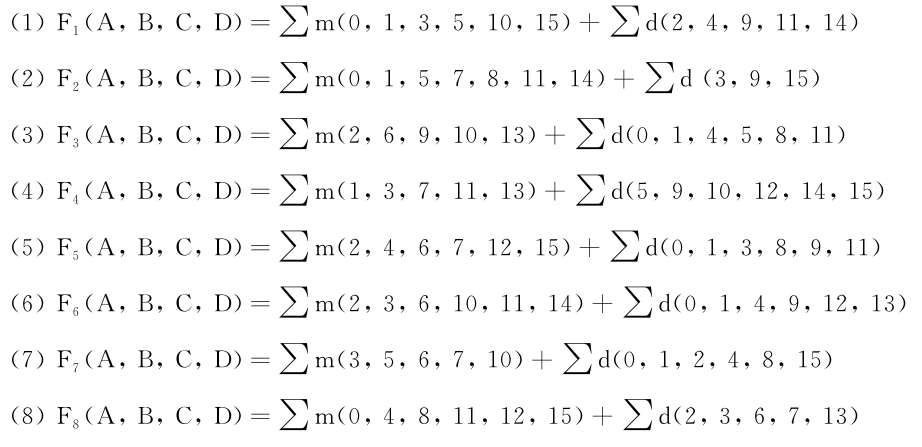 (1) F₁(A, B, C, D)=∑m(0, 1, 3, 5, 10, 15)+∑d(2, 4, 9, 11, 14)
(2) F₂(A, B, C, D)=∑m(0, 1, 5, 7, 8, 11, 14)+∑d (3, 9, 15)
(3) F₃(A, B, C, D)=∑m(2, 6, 9, 10, 13)+∑d(0, 1, 4, 5, 8, 11)
(4) F₄(A, B, C, D)=∑m(1, 3, 7, 11, 13)+∑d(5, 9, 10, 12, 14, 15)
(5) F₅(A, B, C, D)=∑m(2, 4, 6, 7, 12, 15)+∑d(0, 1, 3, 8, 9, 11)
(6) F₆(A, B, C, D)=∑m(2, 3, 6, 10, 11, 14)+∑d(0, 1, 4, 9, 12, 13)
(7) F₇(A, B, C, D)=∑m(3, 5, 6, 7, 10)+∑d(0, 1, 2, 4, 8, 15)
(8) F₈(A, B, C, D)=∑m(0, 4, 8, 11, 12, 15)+∑d(2, 3, 6, 7, 13)